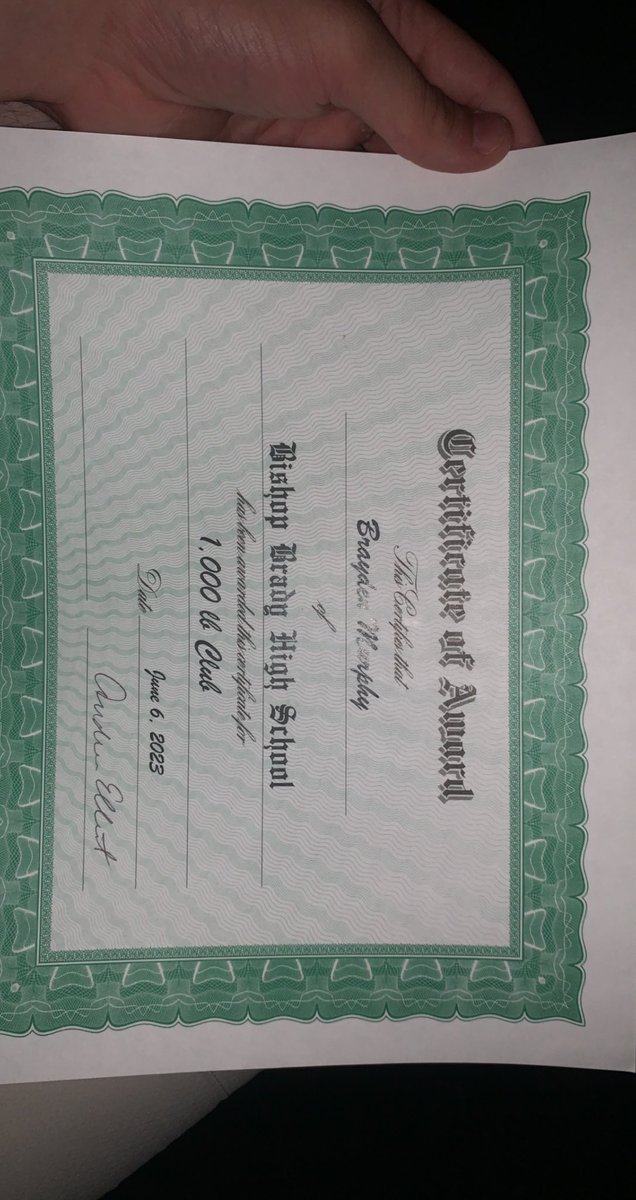 Certificate of Award
This Certifies that
Brayden Murphy
of
Bishop Brady High School
has been awarded this certificate for
1,000 lb Club
Date June 6, 2023